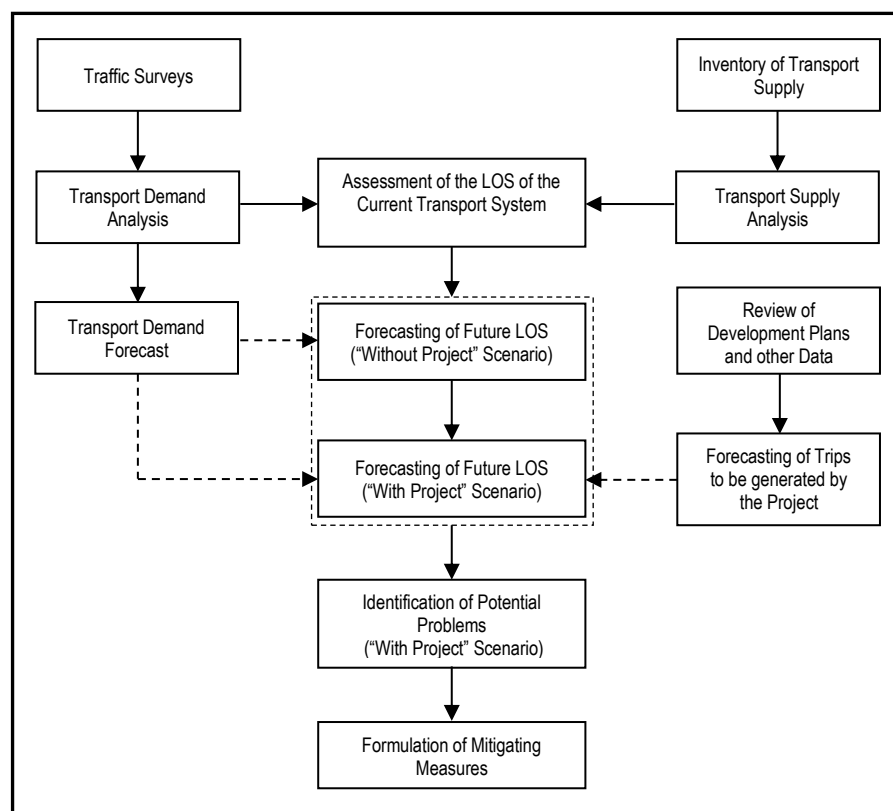 Traffic Surveys
Inventory of Transport
Supply
Transport Demand
Analysis
Assessment of the LOS of the
Current Transport System
Transport Supply
Analysis
Transport Demand
Forecast
Forecasting of Future LOS
(“Without Project” Scenario)
Review of
Development Plans
and other Data
Forecasting of Future LOS
(“With Project” Scenario)
Forecasting of Trips
to be generated by
the Project
Identification of Potential
Problems
(“With Project” Scenario)
Formulation of Mitigating
Measures